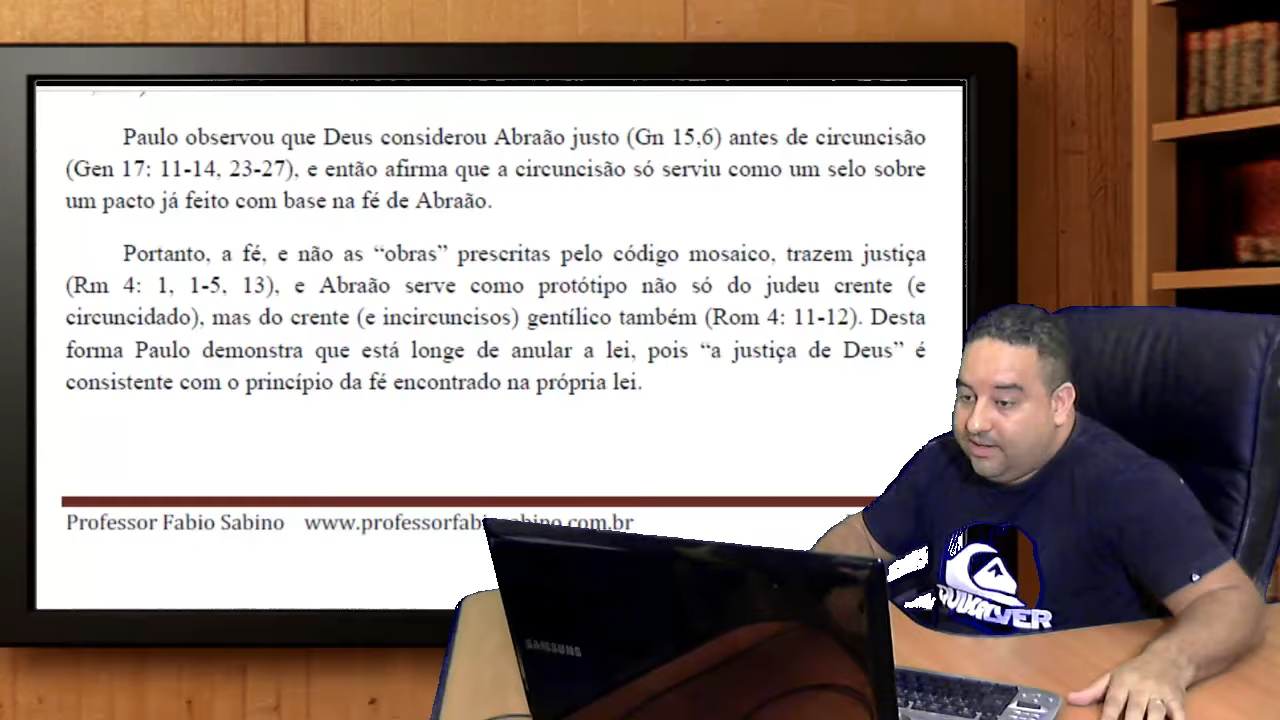 Paulo observou que Deus considerou Abraão justo (Gn 15,6) antes de circuncisão
(Gen 17: 11-14, 23-27), e então afirma que a circuncisão só serviu como um selo sobre
um pacto já feito com base na fé de Abraão.
Portanto, a fé, e não as “obras” prescritas pelo código mosaico, trazem justiça
(Rm 4: 1, 1-5, 13), e Abraão serve como protótipo não só do judeu crente (e
circuncidado), mas do crente (e incircuncisos) gentílico também (Rom 4: 11-12). Desta
forma Paulo demonstra que está longe de anular a lei, pois “a justiça de Deus” é
consistente com o princípio da fé encontrado na própria lei.
Professor Fabio Sabino www.professorfabiosabino.com.br
SAMSUNG
QUIKSILVER